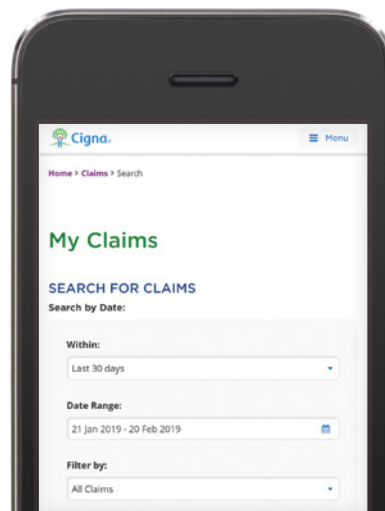 Cigna.
Menu
Home > Claims > Search
My Claims
SEARCH FOR CLAIMS
Search by Date:
Within:
Last 30 days
Date Range:
21 Jan 2019 - 20 Feb 2019
Filter by:
All Claims